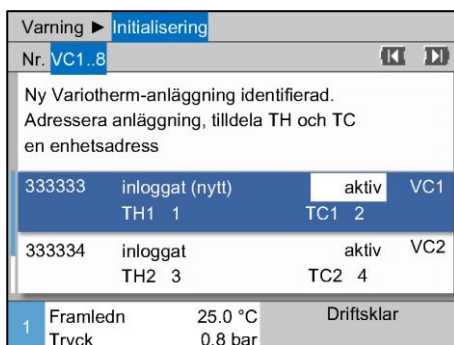 Varning ► Initialisering
Nr. VC1..8
Ny Variotherm-anläggning identifierad.
Adressera anläggning, tilldela TH och TC
en enhetsadress
333333 inloggat (nytt) aktiv VC1
TH1 1 TC1 2
333334 inloggat aktiv VC2
TH2 3 TC2 4
1 Framledn 25.0 °C Driftsklar
Tryck 0.8 bar